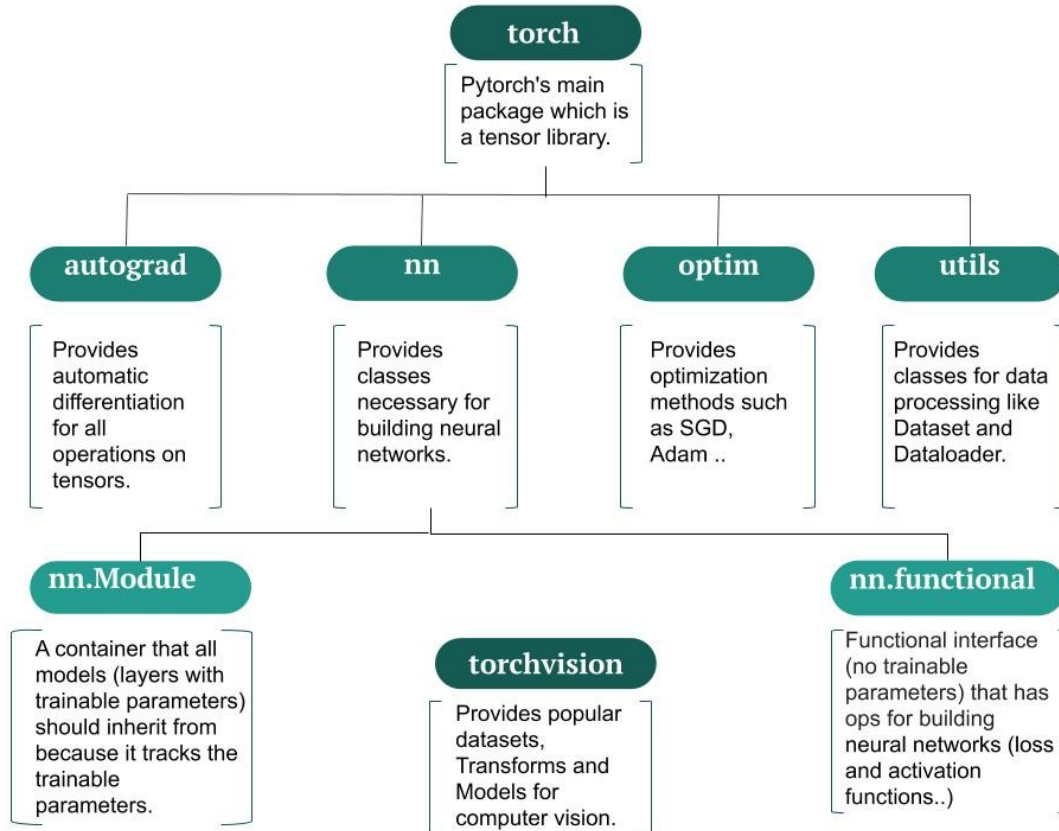 torch
Pytorch's main
package which is
a tensor library.
autograd
nn
optim
utils
Provides
automatic
differentiation
for all
operations on
tensors.
Provides
classes
necessary for
building neural
networks.
Provides
optimization
methods such
as SGD,
Adam ..
Provides
classes for data
processing like
Dataset and
Dataloader.
nn.Module
nn.functional
A container that all
models (layers with
trainable parameters)
should inherit from
because it tracks the
trainable
parameters.
torchvision
Provides popular
datasets,
Transforms and
Models for
computer vision.
Functional interface
(no trainable
parameters) that has
ops for building
neural networks (loss
and activation
functions..)